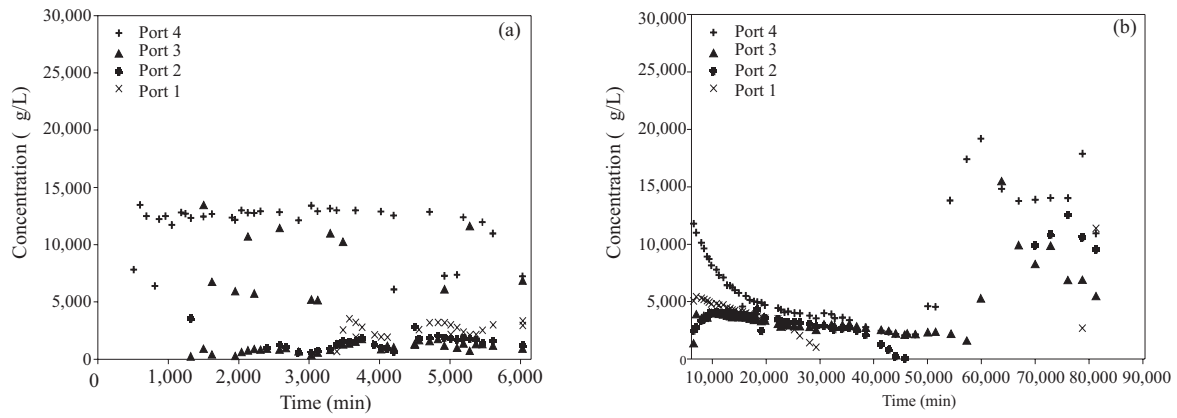 (a)
Port 4
Port 3
Port 2
Port 1
30,000
25,000
20,000
15,000
10,000
5,000
0
Concentration ( g/L)
0 1,000 2,000 3,000 4,000 5,000 6,000
Time (min)
(b)
Port 4
Port 3
Port 2
Port 1
30,000
25,000
20,000
15,000
10,000
5,000
0
Concentration ( g/L)
10,000 20,000 30,000 40,000 50,000 60,000 70,000 80,000 90,000
Time (min)